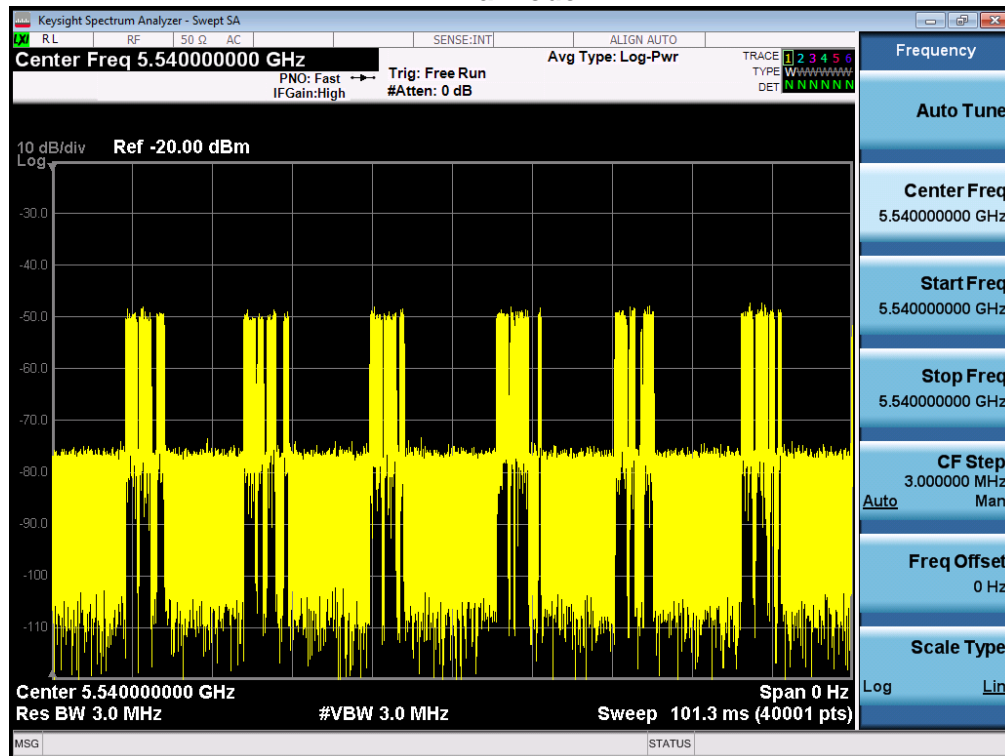 Keysight Spectrum Analyzer - Swept SA
LXI RL RF 50 Ω AC SENSE:INT ALIGN AUTO
Center Freq 5.540000000 GHz
PNO: Fast
IFGain:High
Trig: Free Run
#Atten: 0 dB
Avg Type: Log-Pwr
TRACE 1 2 3 4 5 6
TYPE WWWWWW
DET N N N N N N
Frequency
Auto Tune
Center Freq
5.540000000 GHz
Start Freq
5.540000000 GHz
Stop Freq
5.540000000 GHz
CF Step
3.000000 MHz
Auto Man
Freq Offset
0 Hz
Scale Type
Log Lin
10 dB/div Ref -20.00 dBm
Log
-30.0
-40.0
-50.0
-60.0
-70.0
-80.0
-90.0
-100
-110
Center 5.540000000 GHz Span 0 Hz
Res BW 3.0 MHz #VBW 3.0 MHz Sweep 101.3 ms (40001 pts)
MSG STATUS